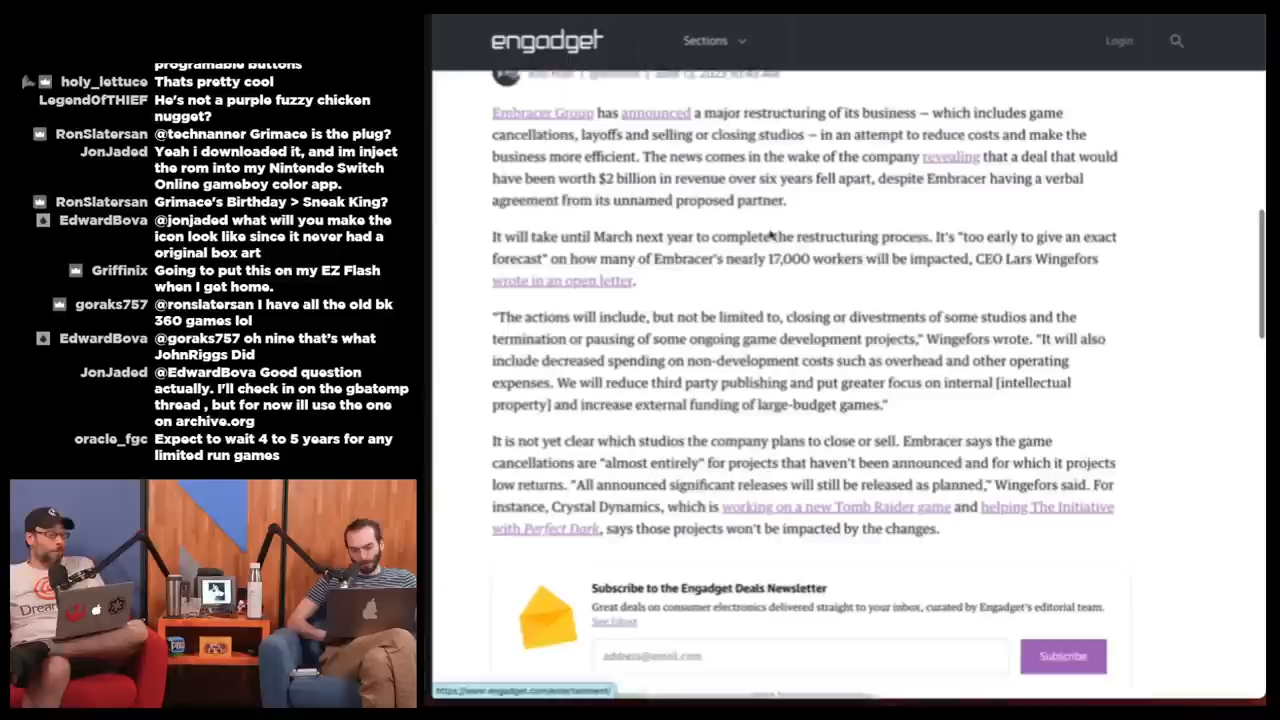 programable buttons
holy_lettuce Thats pretty cool
LegendOfTHIEF He's not a purple fuzzy chicken
nugget?
RonSlatersan @technanner Grimace is the plug?
JonJaded Yeah i downloaded it, and im inject
the rom into my Nintendo Switch
Online gameboy color app.
RonSlatersan Grimace's Birthday > Sneak King?
EdwardBova @jonjaded what will you make the
icon look like since it never had a
original box art
Griffinix Going to put this on my EZ Flash
when I get home.
goraks757 @ronslatersan I have all the old bk
360 games lol
EdwardBova @goraks757 oh nine that's what
JohnRiggs Did
JonJaded @EdwardBova Good question
actually. I'll check in on the gbatemp
thread , but for now ill use the one
on archive.org
oracle_fgc Expect to wait 4 to 5 years for any
limited run games
engadget
Sections
Login
Embracer Group has announced a major restructuring of its business — which includes game
cancellations, layoffs and selling or closing studios — in an attempt to reduce costs and make the
business more efficient. The news comes in the wake of the company revealing that a deal that would
have been worth $2 billion in revenue over six years fell apart, despite Embracer having a verbal
agreement from its unnamed proposed partner.
It will take until March next year to complete the restructuring process. It's "too early to give an exact
forecast" on how many of Embracer's nearly 17,000 workers will be impacted, CEO Lars Wingefors
wrote in an open letter.
"The actions will include, but not be limited to, closing or divestments of some studios and the
termination or pausing of some ongoing game development projects," Wingefors wrote. "It will also
include decreased spending on non-development costs such as overhead and other operating
expenses. We will reduce third party publishing and put greater focus on internal [intellectual
property] and increase external funding of large-budget games."
It is not yet clear which studios the company plans to close or sell. Embracer says the game
cancellations are "almost entirely" for projects that haven't been announced and for which it projects
low returns. "All announced significant releases will still be released as planned," Wingefors said. For
instance, Crystal Dynamics, which is working on a new Tomb Raider game and helping The Initiative
with Perfect Dark, says those projects won't be impacted by the changes.
Subscribe to the Engadget Deals Newsletter
Great deals on consumer electronics delivered straight to your inbox, curated by Engadget's editorial team.
See latest
address@email.com
Subscribe
https://www.engadget.com/entertainment/